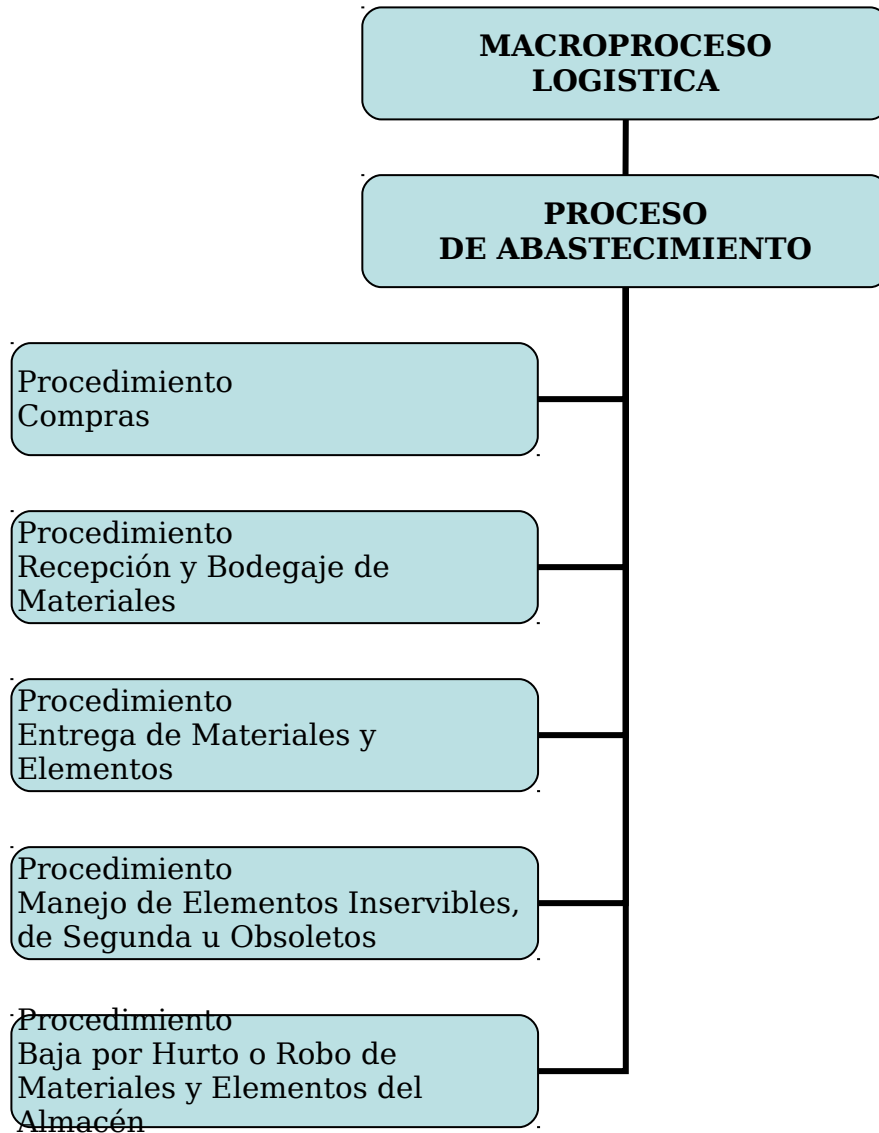 MACROPROCESO
LOGISTICA
PROCESO
DE ABASTECIMIENTO
Procedimiento
Compras
Procedimiento
Recepción y Bodegaje de
Materiales
Procedimiento
Entrega de Materiales y
Elementos
Procedimiento
Manejo de Elementos Inservibles,
de Segunda u Obsoletos
Procedimiento
Baja por Hurto o Robo de
Materiales y Elementos del
Almacén